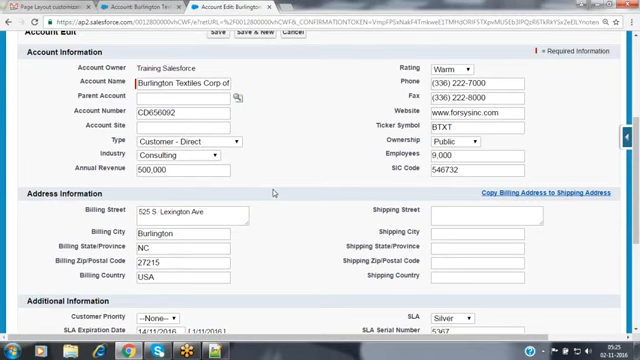 Page Layout customiza
Account: Burlington Text
Account Edit: Burlington
https://ap2.salesforce.com/0012800000vhCWF/e?retURL=%2F0012800000vhCWF&_CONFIRMATIONTOKEN=
Account Edit
Save
Save & New
Cancel
Account Information
= Required Information
Account Owner Training Salesforce
Rating Warm
Account Name Burlington Textiles Corp of
Phone (336) 222-7000
Parent Account
Fax (336) 222-8000
Account Number CD656092
Website www.forsysinc.com
Account Site
Ticker Symbol BTXT
Type Customer - Direct
Ownership Public
Industry Consulting
Employees 9,000
Annual Revenue 500,000
SIC Code 546732
Address Information
Copy Billing Address to Shipping Address
Billing Street 525 S. Lexington Ave
Shipping Street
Billing City Burlington
Shipping City
Billing State/Province NC
Shipping State/Province
Billing Zip/Postal Code 27215
Shipping Zip/Postal Code
Billing Country USA
Shipping Country
Additional Information
Customer Priority --None--
SLA Silver
SLA Expiration Date 14/11/2016 [ 1/11/2016 ]
SLA Serial Number 5367
05:25
02-11-2016